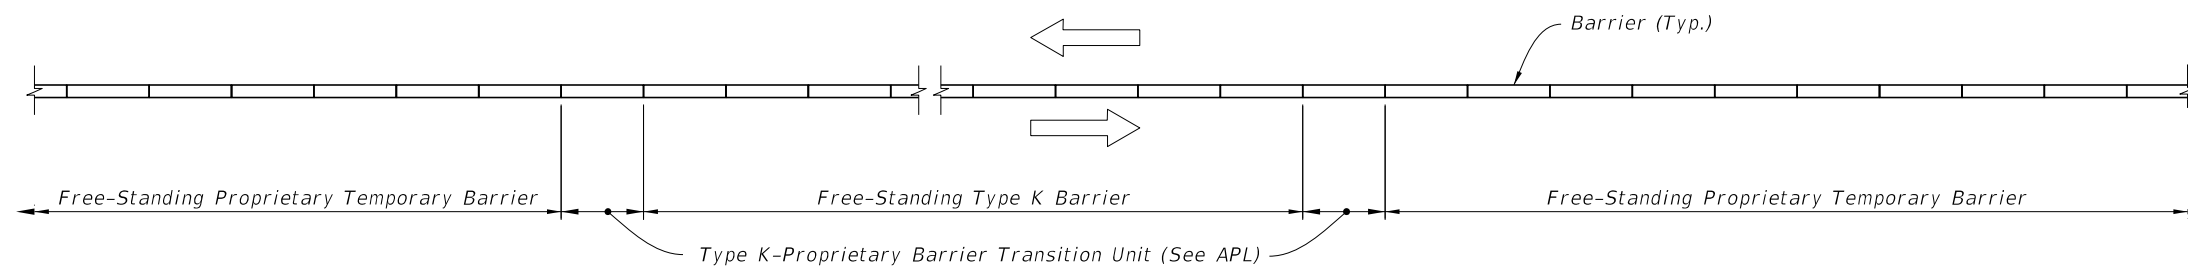 Barrier (Typ.)
Free-Standing Proprietary Temporary Barrier
Free-Standing Type K Barrier
Free-Standing Proprietary Temporary Barrier
Type K-Proprietary Barrier Transition Unit (See APL)